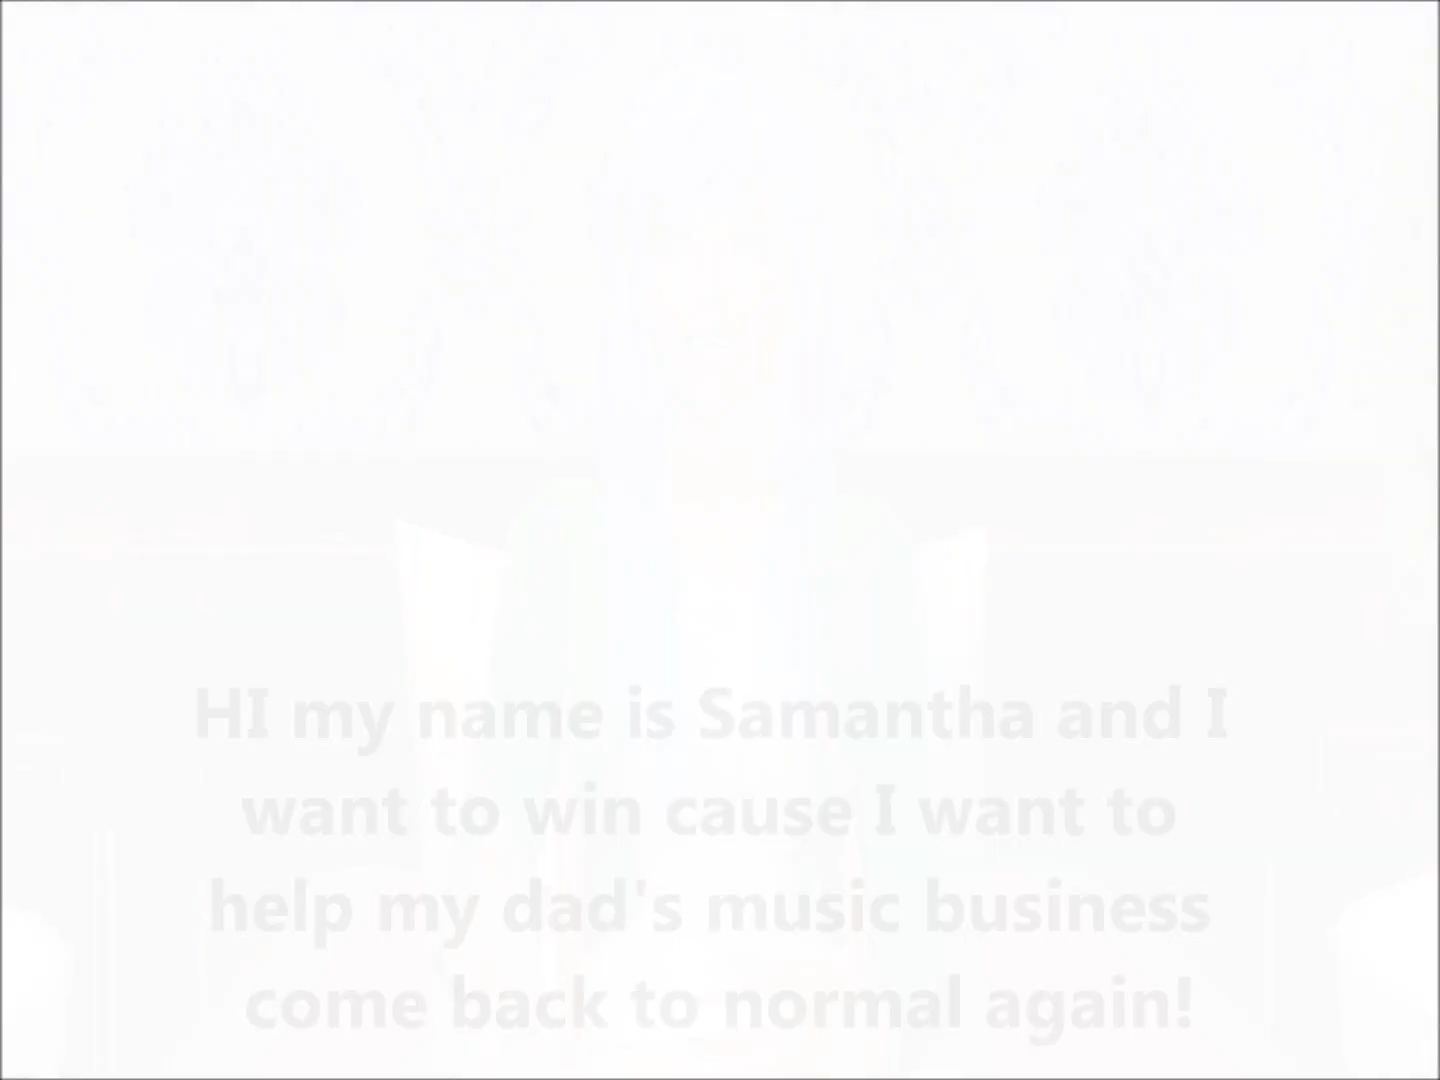 HI my name is Samantha and I
want to win cause I want to
help my dad's music business
come back to normal again!